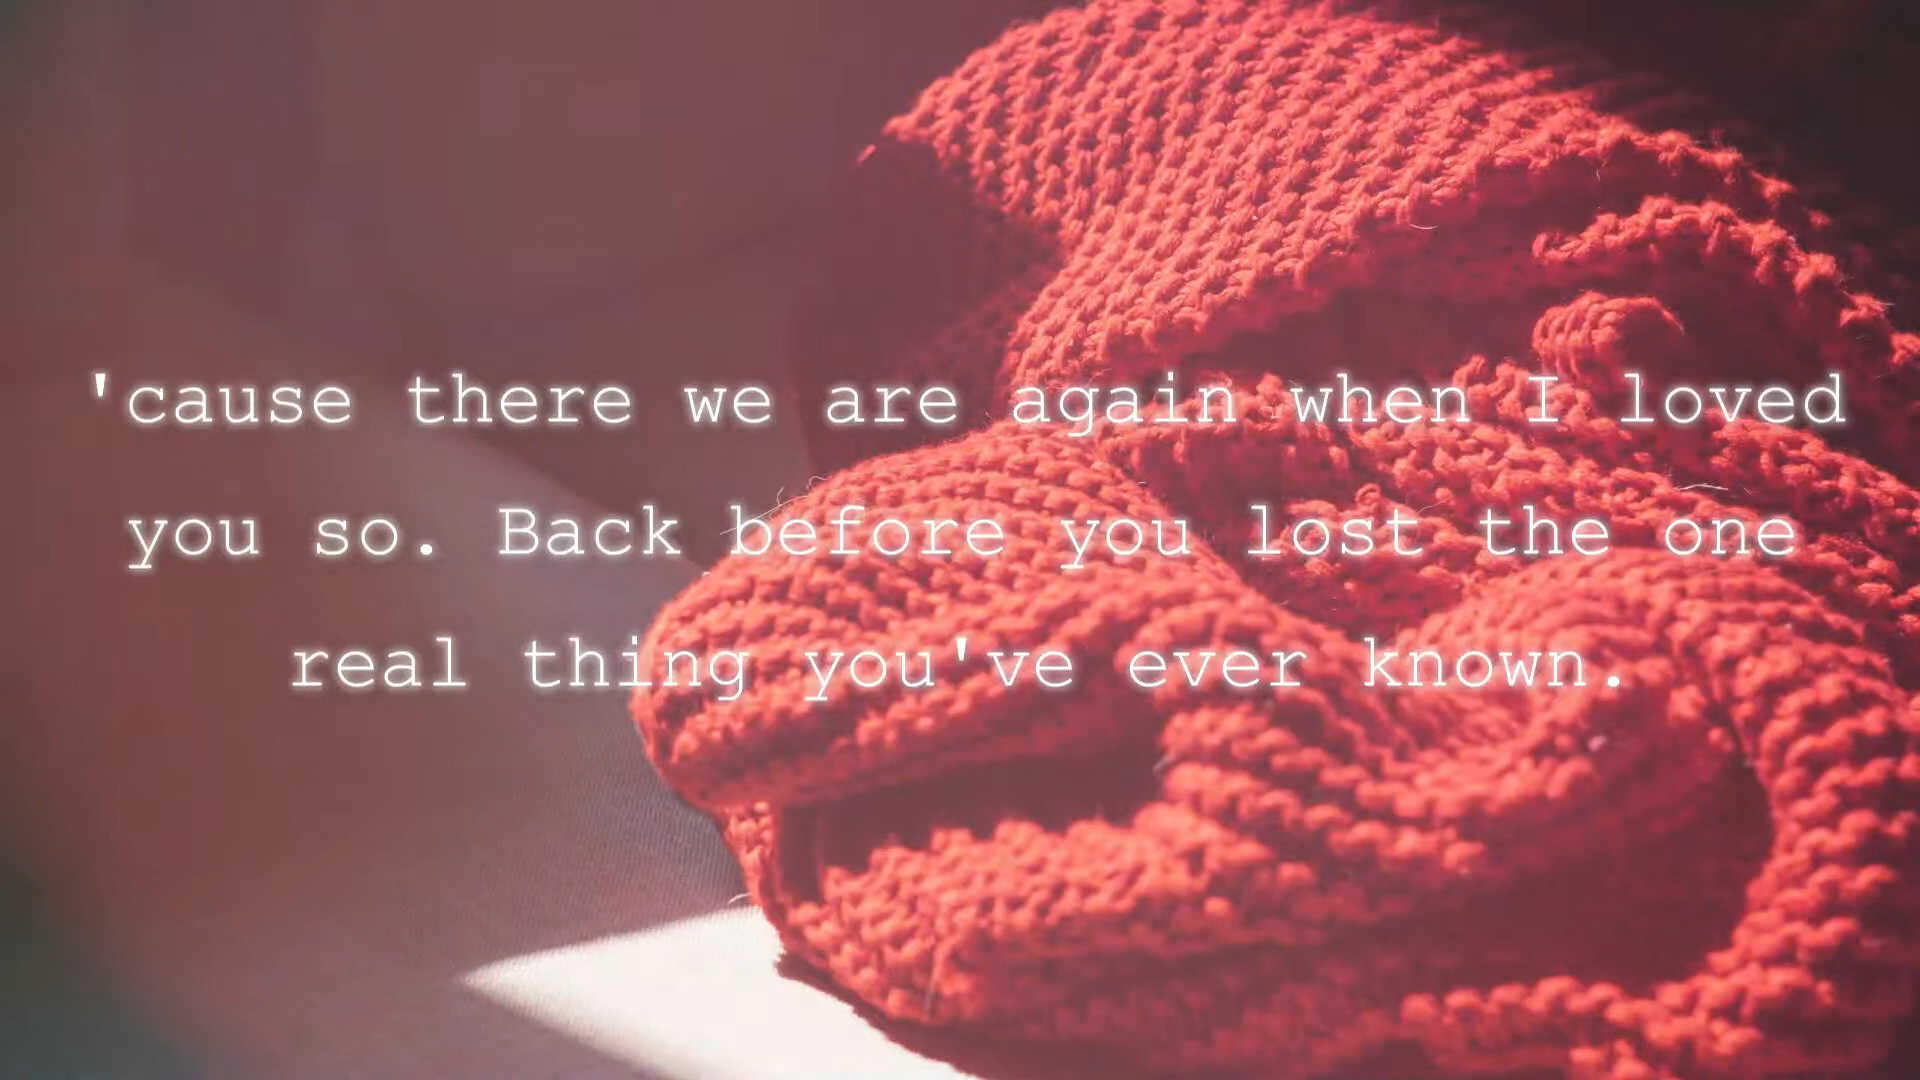 'cause there we are again when I loved
you so. Back before you lost the one
real thing you've ever known.